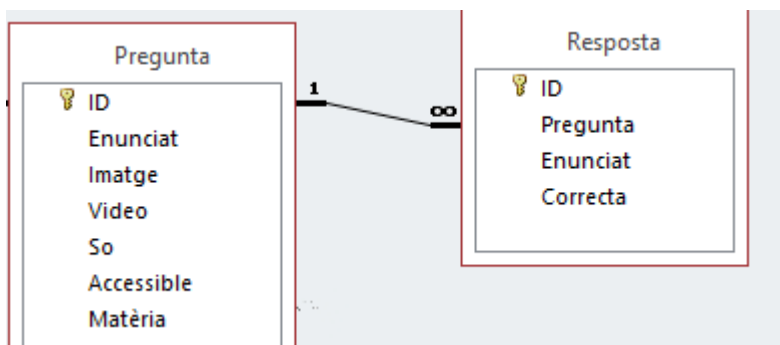 Pregunta
ID
Enunciat
Imatge
Video
So
Accessible
Matèria
1
∞
Resposta
ID
Pregunta
Enunciat
Correcta